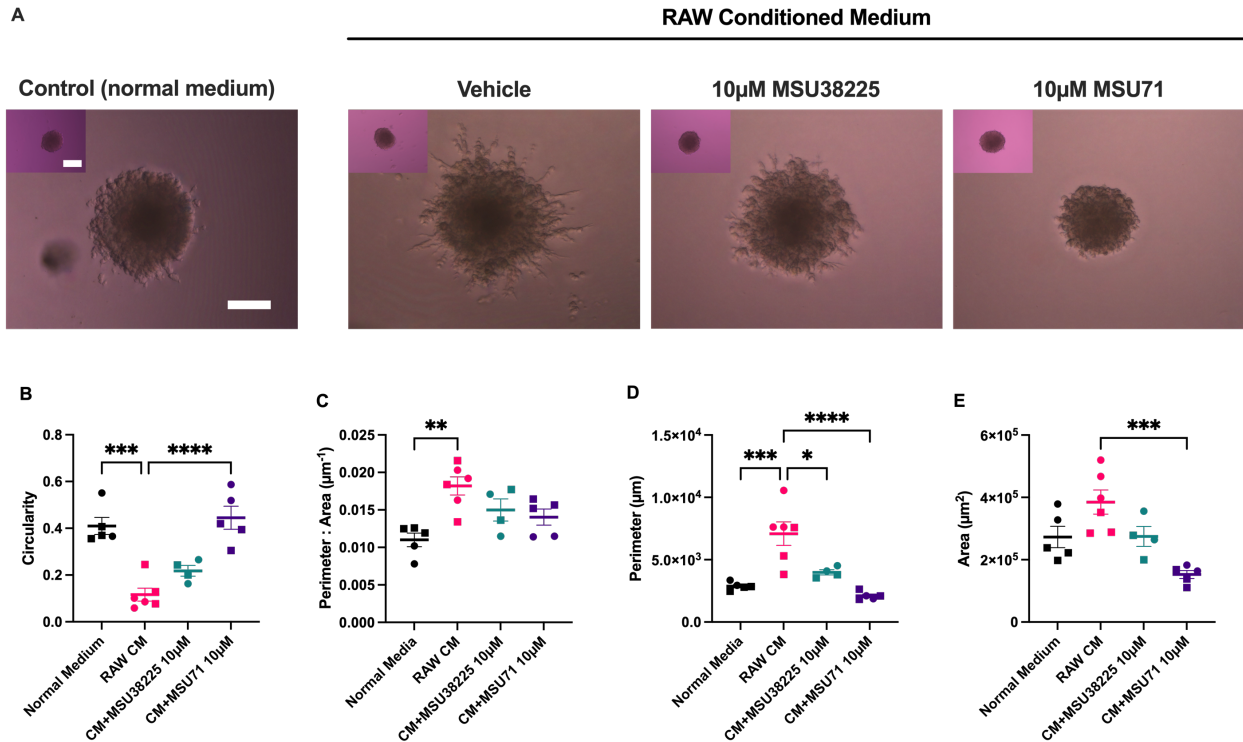 A
RAW Conditioned Medium
Control (normal medium)
Vehicle
10µM MSU38225
10µM MSU71
B
Circularity
0.8
0.6
0.4
0.2
0.0
***
****
Normal Medium
RAW CM
CM+MSU38225 10µM
CM+MSU71 10µM
C
Perimeter : Area (µm⁻¹)
0.025
0.020
0.015
0.010
0.005
0.000
**
Normal Media
RAW CM
CM+MSU38225 10µM
CM+MSU71 10µM
D
Perimeter (µm)
1.5×10⁴
1.0×10⁴
5.0×10³
0.0
****
***
*
Normal Media
RAW CM
CM+MSU38225 10µM
CM+MSU71 10µM
E
Area (µm²)
6×10⁵
4×10⁵
2×10⁵
0
***
Normal Medium
RAW CM
CM+MSU38225 10µM
CM+MSU71 10µM